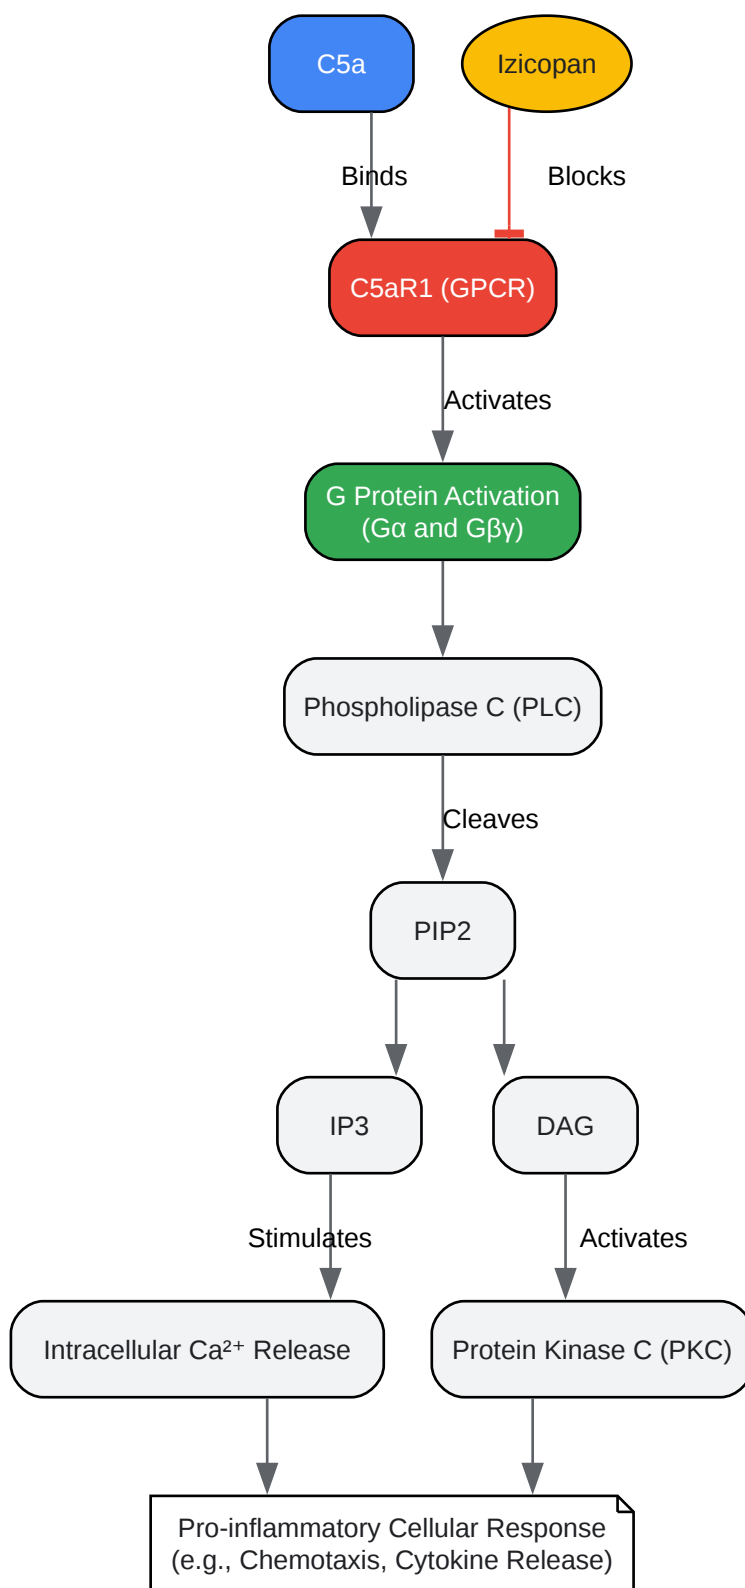 C5a
Izicopan
Binds
Blocks
C5aR1 (GPCR)
Activates
G Protein Activation
(Gα and Gβγ)
Phospholipase C (PLC)
Cleaves
PIP2
IP3
DAG
Stimulates
Activates
Intracellular Ca²⁺ Release
Protein Kinase C (PKC)
Pro-inflammatory Cellular Response
(e.g., Chemotaxis, Cytokine Release)